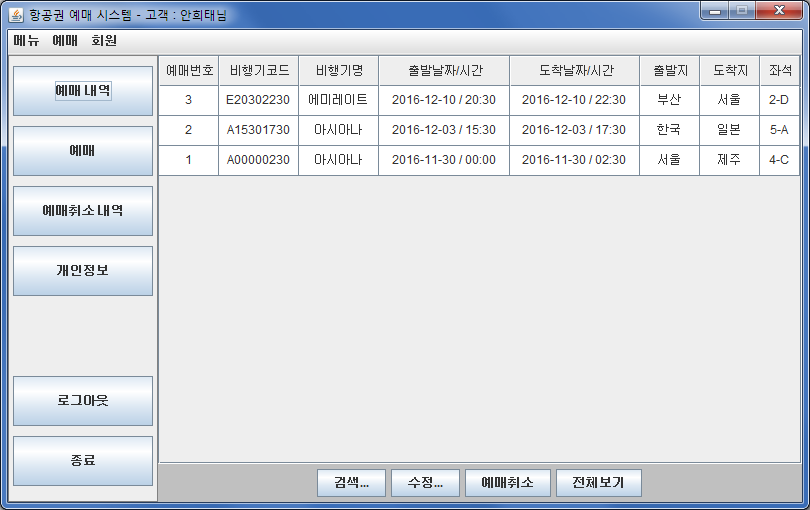 항공권 예매 시스템 - 고객 : 안희태님
메뉴 예매 회원
예매 내역
예매
예매취소내역
개인정보
로그아웃
종료
예매번호 비행기코드 비행기명 출발날짜/시간 도착날짜/시간 출발지 도착지 좌석
3 E20302230 에미레이트 2016-12-10 / 20:30 2016-12-10 / 22:30 부산 서울 2-D
2 A15301730 아시아나 2016-12-03 / 15:30 2016-12-03 / 17:30 한국 일본 5-A
1 A00000230 아시아나 2016-11-30 / 00:00 2016-11-30 / 02:30 서울 제주 4-C
검색... 수정... 예매취소 전체보기